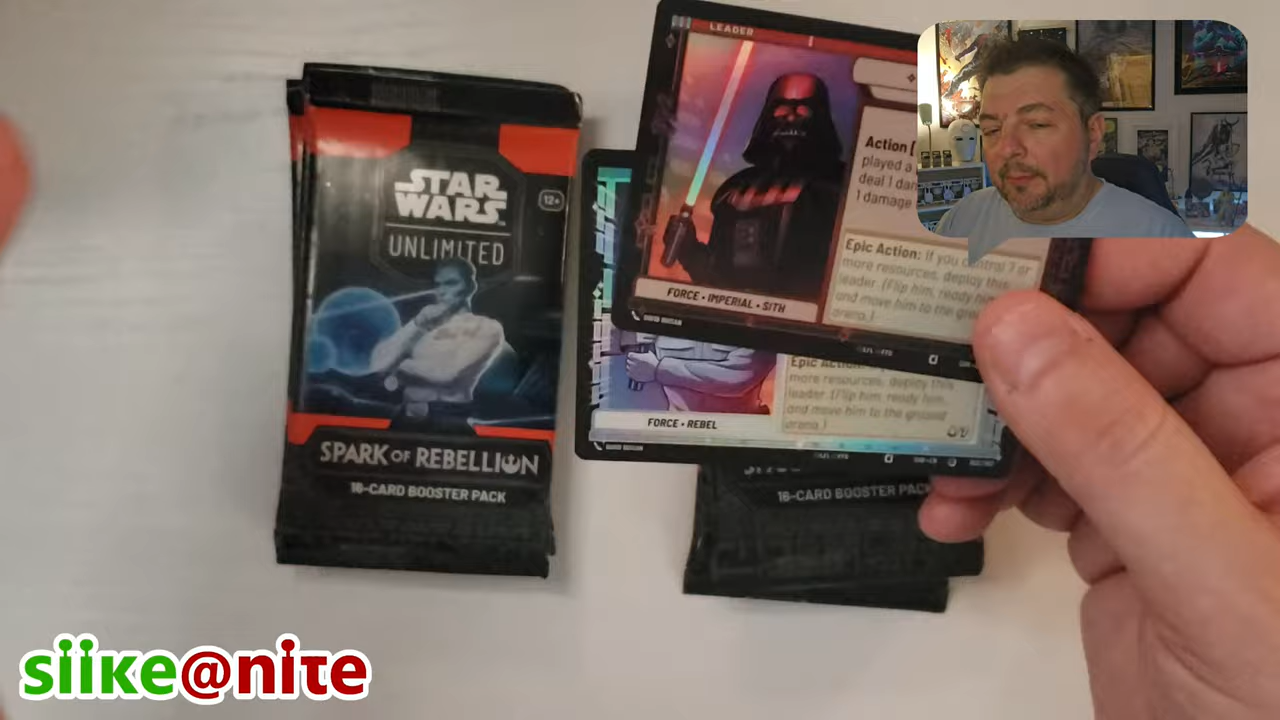 LEADER
STAR
WARS
UNLIMITED
12+
SPARK OF REBELLION
16-CARD BOOSTER PACK
Action [
played a
deal 1
1 damage
Epic Action: If you control 7 or
more resources, deploy this
leader. (Flip him, ready him
and move him to the ground
arena.)
FORCE • IMPERIAL • SITH
Epic Action:
more resources, deploy this
leader. (Flip him, ready him,
and move him to the ground
arena.)
FORCE • REBEL
16-CARD BOOSTER PACK
siike@nite